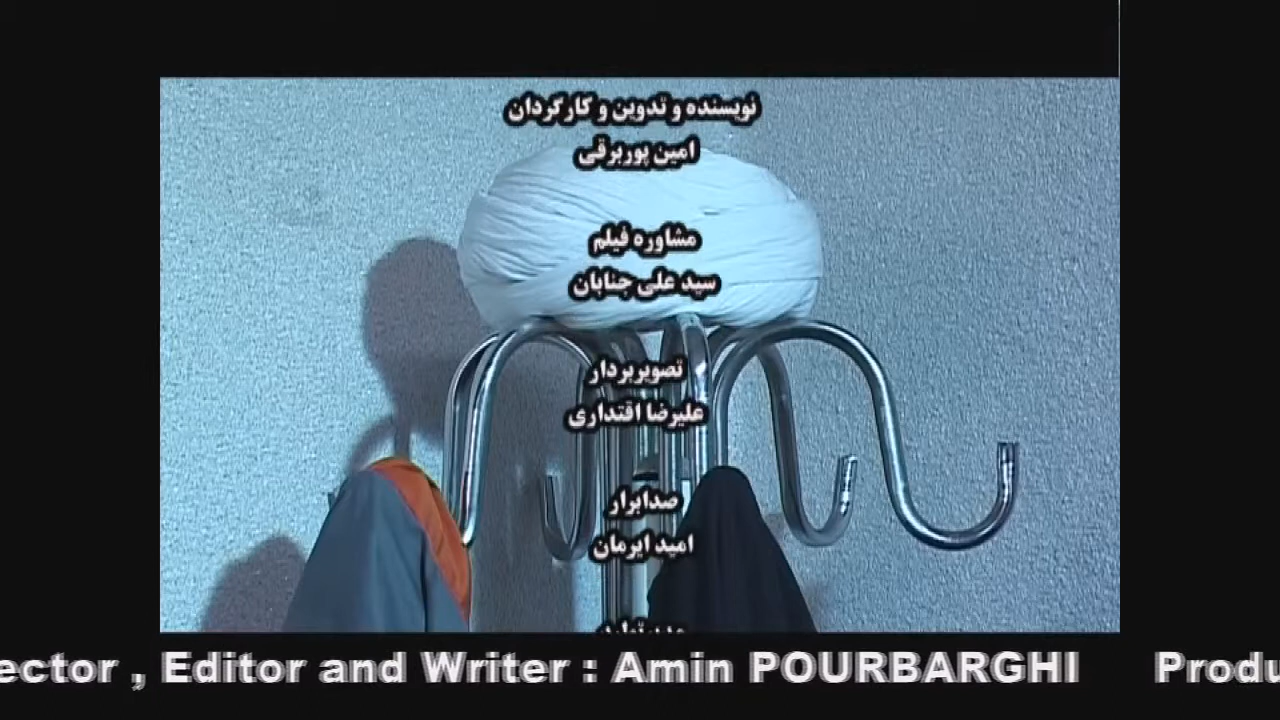 نویسنده و تدوین و کارگردان
امین پوربرقی
مشاوره فیلم
سید علی جنابان
تصویربردار
علیرضا اقتداری
صدابرار
امید ایرمان
ector , Editor and Writer : Amin POURBARGHI Produ